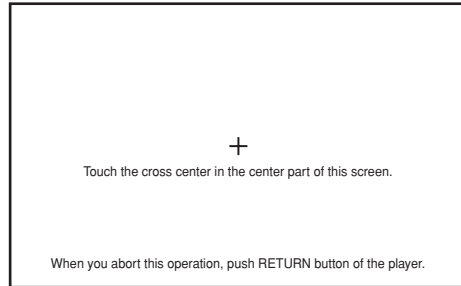 Touch the cross center in the center part of this screen.
When you abort this operation, push RETURN button of the player.